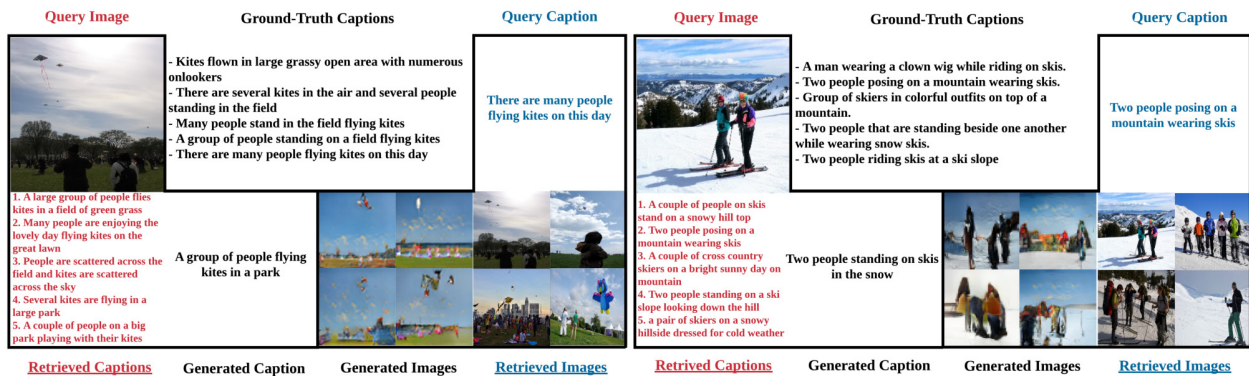 Query Image
Ground-Truth Captions
Query Caption
- Kites flown in large grassy open area with numerous
onlookers
- There are several kites in the air and several people
standing in the field
- Many people stand in the field flying kites
- A group of people standing on a field flying kites
- There are many people flying kites on this day
There are many people
flying kites on this day
1. A large group of people flies
kites in a field of green grass
2. Many people are enjoying the
lovely day flying kites on the
great lawn
3. People are scattered across the
field and kites are scattered
across the sky
4. Several kites are flying in a
large park
5. A couple of people on a big
park playing with their kites
A group of people flying
kites in a park
Retrieved Captions
Generated Caption
Generated Images
Retrieved Images
Query Image
Ground-Truth Captions
Query Caption
- A man wearing a clown wig while riding on skis.
- Two people posing on a mountain wearing skis.
- Group of skiers in colorful outfits on top of a
mountain.
- Two people that are standing beside one another
while wearing snow skis.
- Two people riding skis at a ski slope
Two people posing on a
mountain wearing skis
1. A couple of people on skis
stand on a snowy hill top
2. Two people posing on a
mountain wearing skis
3. A couple of cross country
skiers on a bright sunny day on
mountain
4. Two people standing on a ski
slope looking down the hill
5. a pair of skiers on a snowy
hillside dressed for cold weather
Two people standing on skis
in the snow
Retrieved Captions
Generated Caption
Generated Images
Retrieved Images